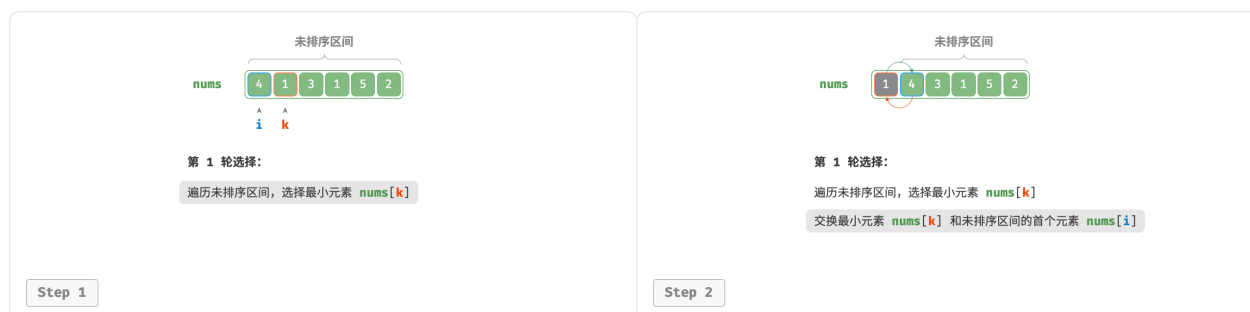 未排序区间
nums 4 1 3 1 5 2
i k
第 1 轮选择：
遍历未排序区间，选择最小元素 nums[k]
Step 1
未排序区间
nums 1 4 3 1 5 2
第 1 轮选择：
遍历未排序区间，选择最小元素 nums[k]
交换最小元素 nums[k] 和未排序区间的首个元素 nums[i]
Step 2